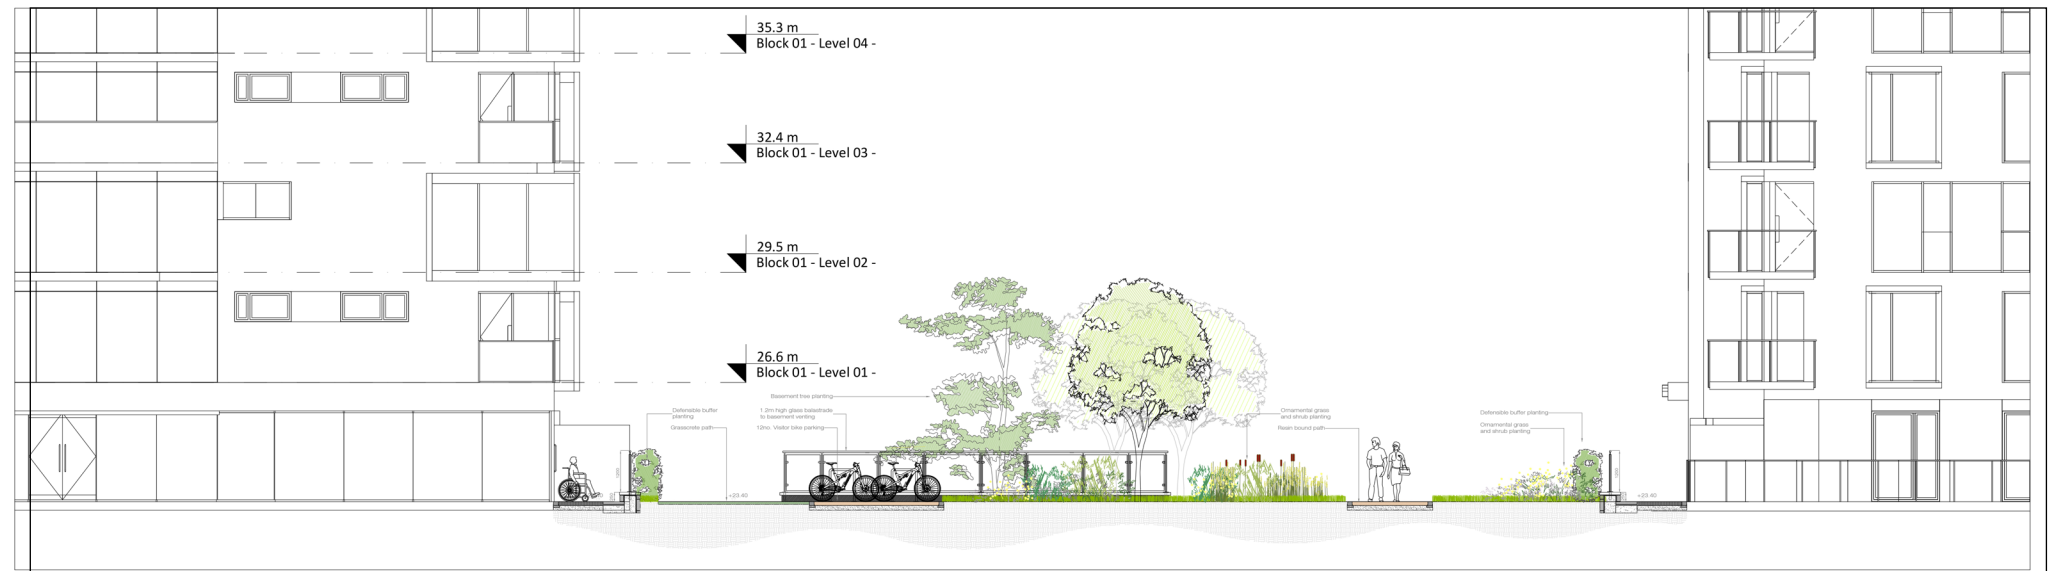 35.3 m
Block 01 - Level 04 -
32.4 m
Block 01 - Level 03 -
29.5 m
Block 01 - Level 02 -
26.6 m
Block 01 - Level 01 -
Basement tree planting
1.2m high glass balestrade
to basement venting
12no. Visitor bike parking
Defensible buffer
planting
Grasscrete path
Ornamental grass
and shrub planting
Resin bound path
Defensible buffer planting
Ornamental grass
and shrub planting
+23.40
+23.40